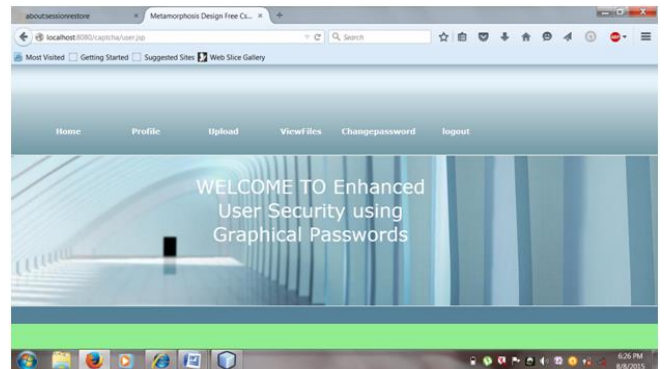 about:sessionrestore × Metamorphosis Design Free Cs... × +
localhost:8080/captcha/user.jsp Search
Most Visited Getting Started Suggested Sites Web Slice Gallery
Home Profile Upload ViewFiles Changepassword logout
WELCOME TO Enhanced
User Security using
Graphical Passwords
6:26 PM
8/8/2015